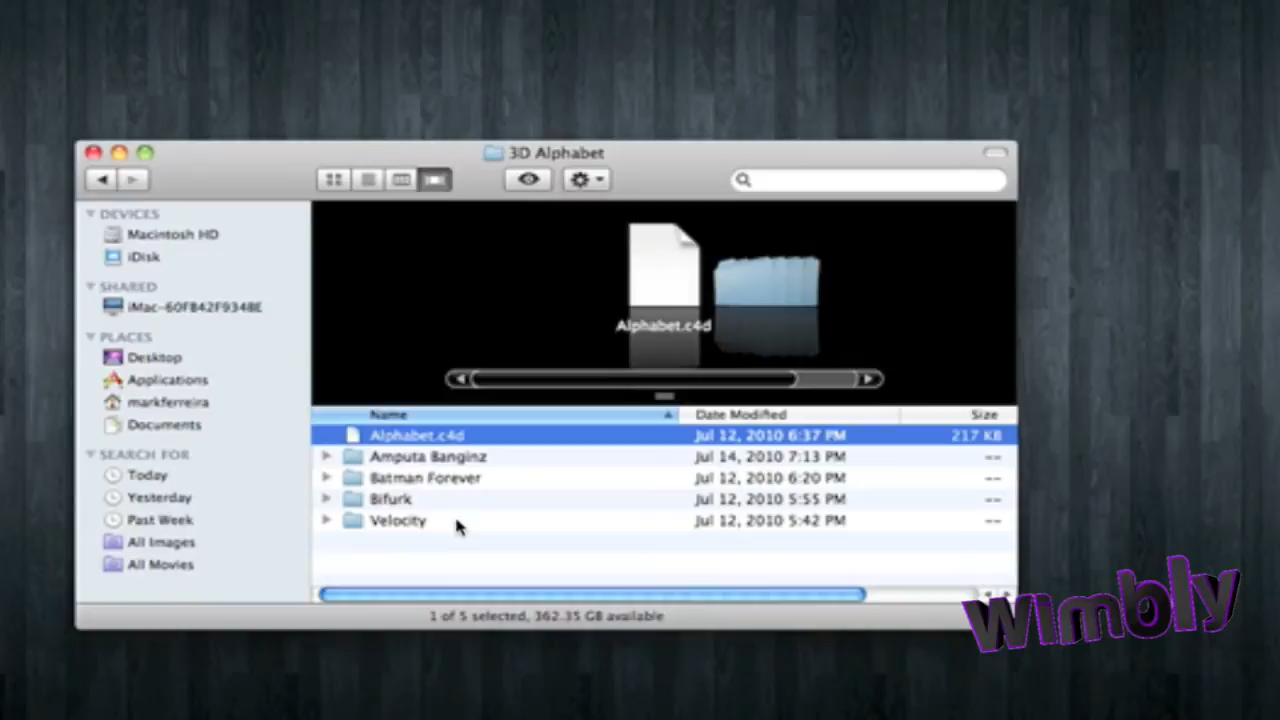 3D Alphabet
DEVICES
Macintosh HD
iDisk
SHARED
iMac-60FB42F9348E
PLACES
Desktop
Applications
markferreira
Documents
SEARCH FOR
Today
Yesterday
Past Week
All Images
All Movies
Alphabet.c4d
Name Date Modified Size
Alphabet.c4d Jul 12, 2010 6:37 PM 217 KB
Amputa Banginz Jul 14, 2010 7:13 PM --
Batman Forever Jul 12, 2010 6:20 PM --
Bifurk Jul 12, 2010 5:55 PM --
Velocity Jul 12, 2010 5:42 PM --
1 of 5 selected, 362.35 GB available
wimbly